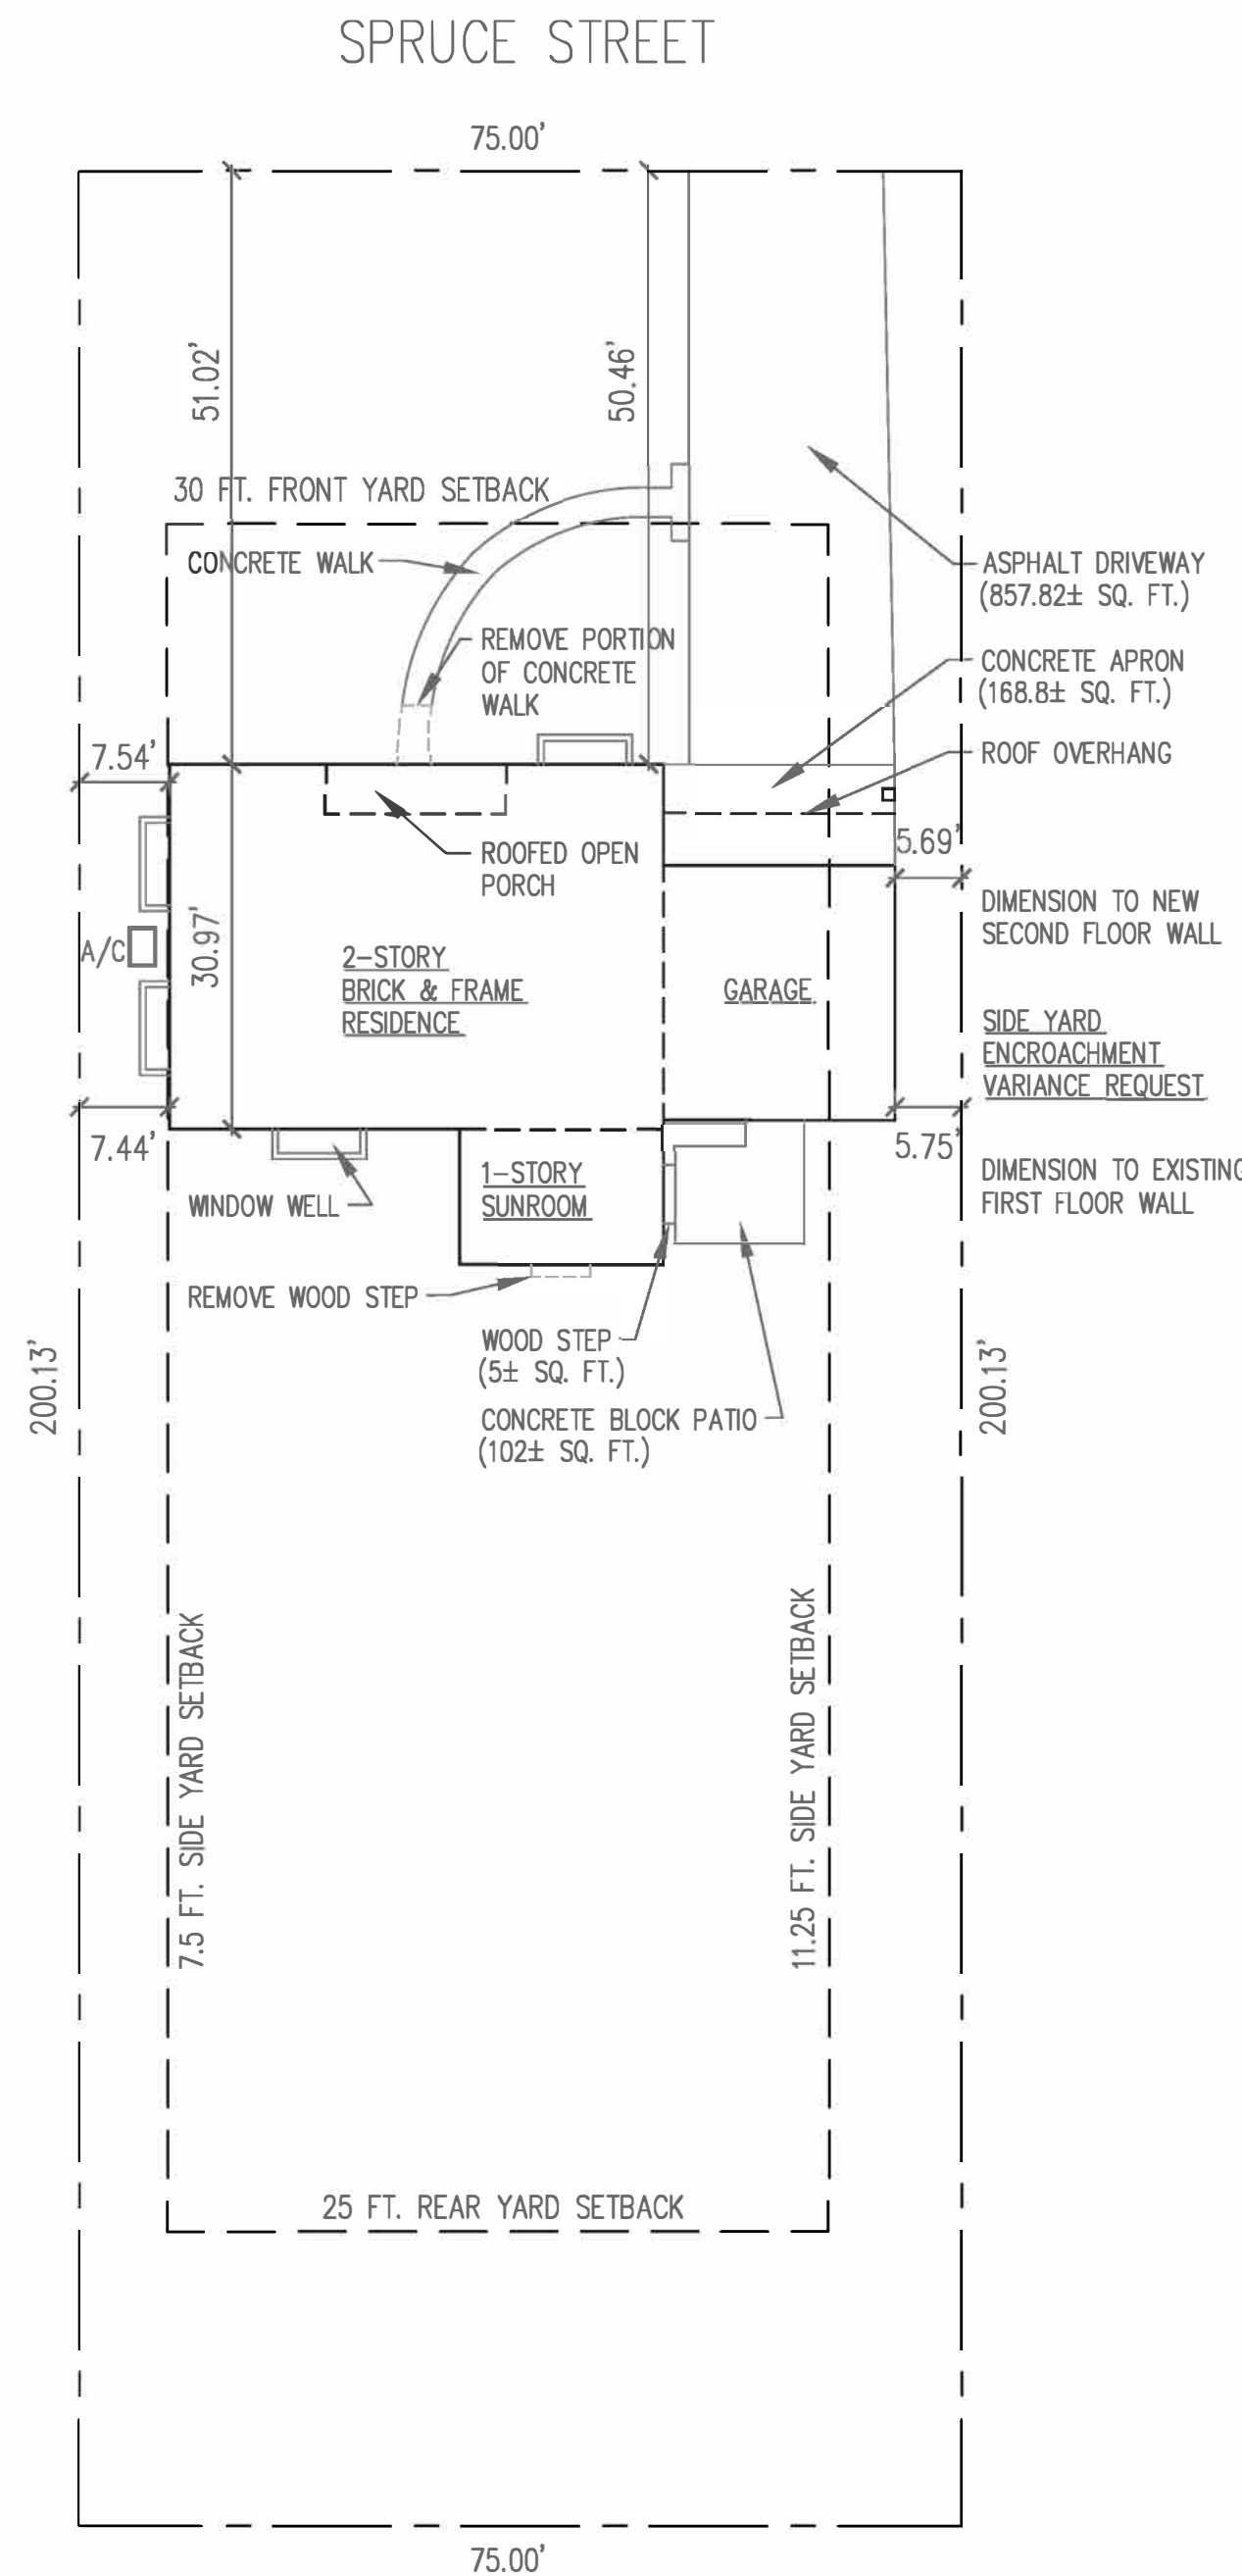 SPRUCE STREET
75.00'
51.02'
50.46'
30 FT. FRONT YARD SETBACK
CONCRETE WALK
ASPHALT DRIVEWAY
(857.82± SQ. FT.)
REMOVE PORTION
OF CONCRETE
WALK
CONCRETE APRON
(168.8± SQ. FT.)
7.54'
ROOF OVERHANG
5.69'
ROOFED OPEN
PORCH
DIMENSION TO NEW
SECOND FLOOR WALL
A/C
30.97'
2-STORY
BRICK & FRAME
RESIDENCE
GARAGE
SIDE YARD
ENCROACHMENT
VARIANCE REQUEST
7.44'
5.75'
1-STORY
SUNROOM
DIMENSION TO EXISTING
FIRST FLOOR WALL
WINDOW WELL
REMOVE WOOD STEP
WOOD STEP
(5± SQ. FT.)
200.13'
200.13'
CONCRETE BLOCK PATIO
(102± SQ. FT.)
7.5 FT. SIDE YARD SETBACK
11.25 FT. SIDE YARD SETBACK
25 FT. REAR YARD SETBACK
75.00'